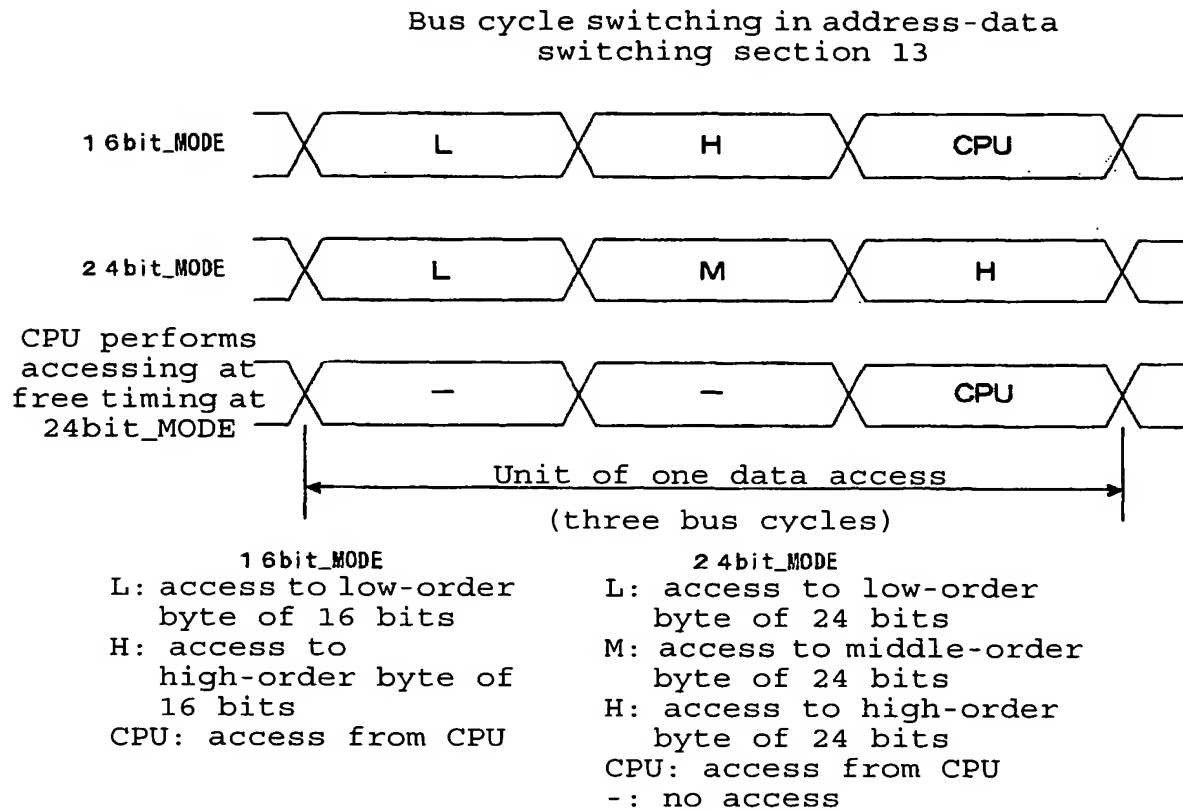 Bus cycle switching in address-data
switching section 13
16bit_MODE
L
H
CPU
24bit_MODE
L
M
H
CPU performs
accessing at
free timing at
24bit_MODE
—
—
CPU
Unit of one data access
(three bus cycles)
16bit_MODE
L: access to low-order
byte of 16 bits
H: access to
high-order byte of
16 bits
CPU: access from CPU
24bit_MODE
L: access to low-order
byte of 24 bits
M: access to middle-order
byte of 24 bits
H: access to high-order
byte of 24 bits
CPU: access from CPU
-: no access